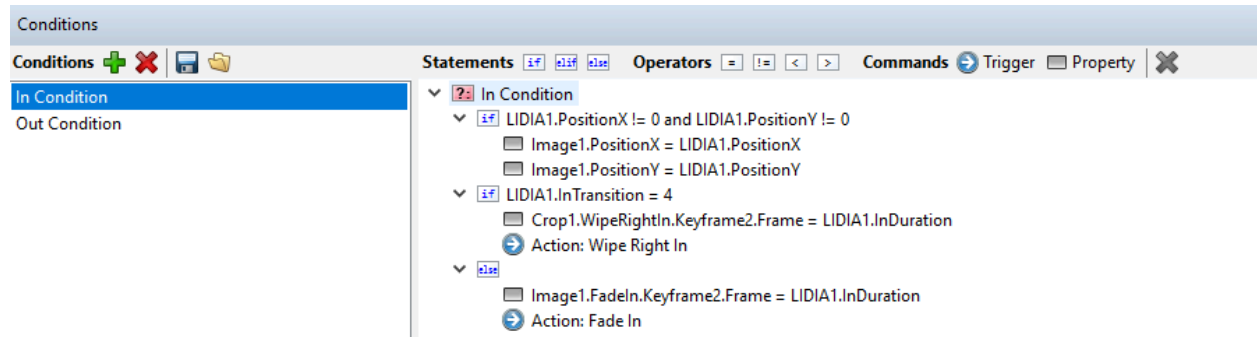 Conditions
Conditions
Statements if elif else Operators = != < > Commands Trigger Property
In Condition
Out Condition
?: In Condition
if LIDIA1.PositionX != 0 and LIDIA1.PositionY != 0
Image1.PositionX = LIDIA1.PositionX
Image1.PositionY = LIDIA1.PositionY
if LIDIA1.InTransition = 4
Crop1.WipeRightIn.Keyframe2.Frame = LIDIA1.InDuration
Action: Wipe Right In
else
Image1.FadeIn.Keyframe2.Frame = LIDIA1.InDuration
Action: Fade In